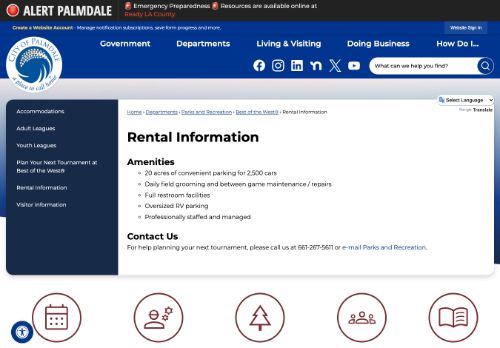 ALERT PALMDALE
Emergency Preparedness Resources are available online at
Ready LA County.
Create a Website Account - Manage notification subscriptions, save form progress and more.
Website Sign In
CITY OF PALMDALE
a place to call home
Government Departments Living & Visiting Doing Business How Do I...
What can we help you find?
Select Language
Google Translate
Accommodations
Adult Leagues
Youth Leagues
Plan Your Next Tournament at
Best of the West®
Rental Information
Visitor Information
Home › Departments › Parks and Recreation › Best of the West® › Rental Information
Rental Information
Amenities
20 acres of convenient parking for 2,500 cars
Daily field grooming and between game maintenance / repairs
Full restroom facilities
Oversized RV parking
Professionally staffed and managed
Contact Us
For help planning your next tournament, please call us at 661-267-5611 or e-mail Parks and Recreation.